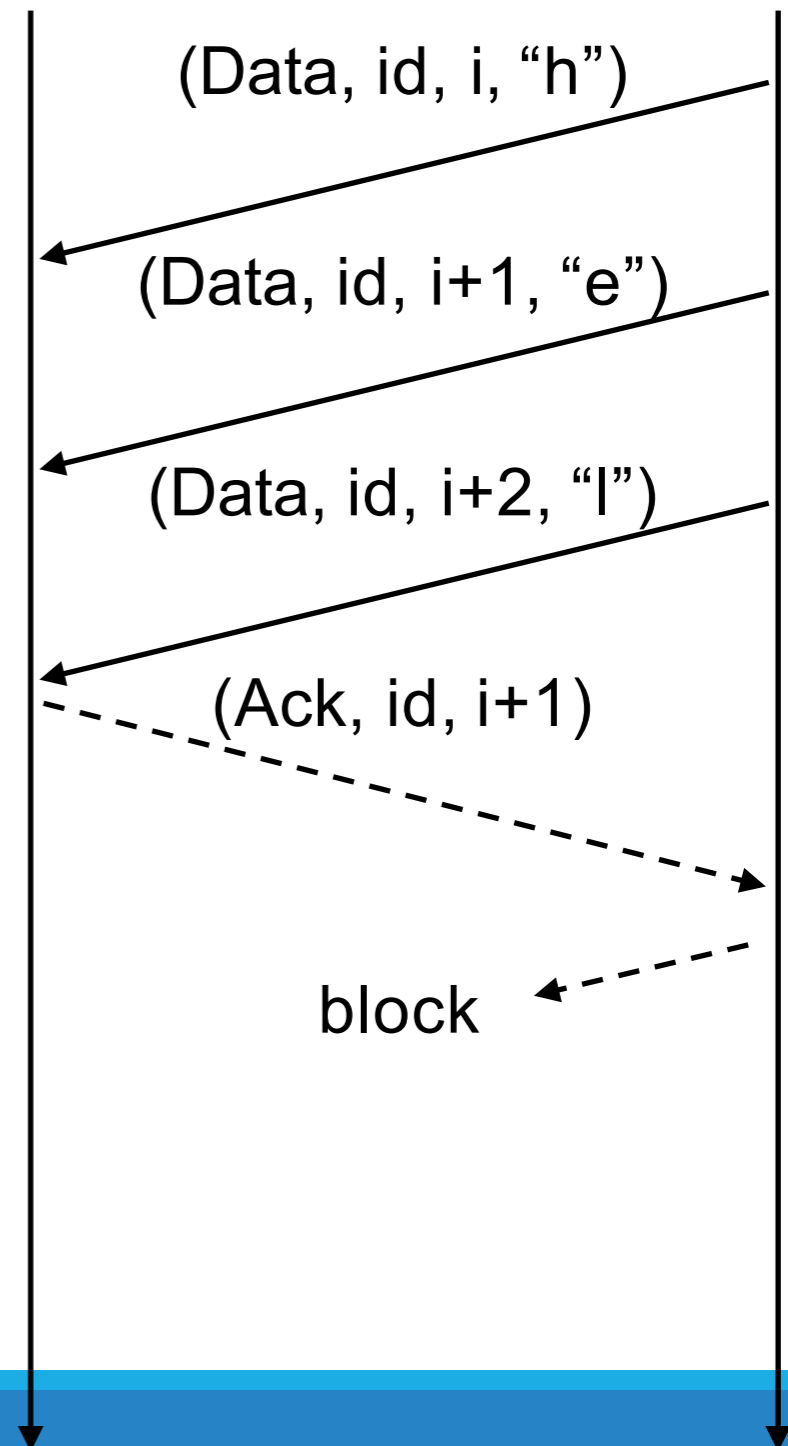 (Data, id, i, “h”)
(Data, id, i+1, “e”)
(Data, id, i+2, “l”)
(Ack, id, i+1)
block